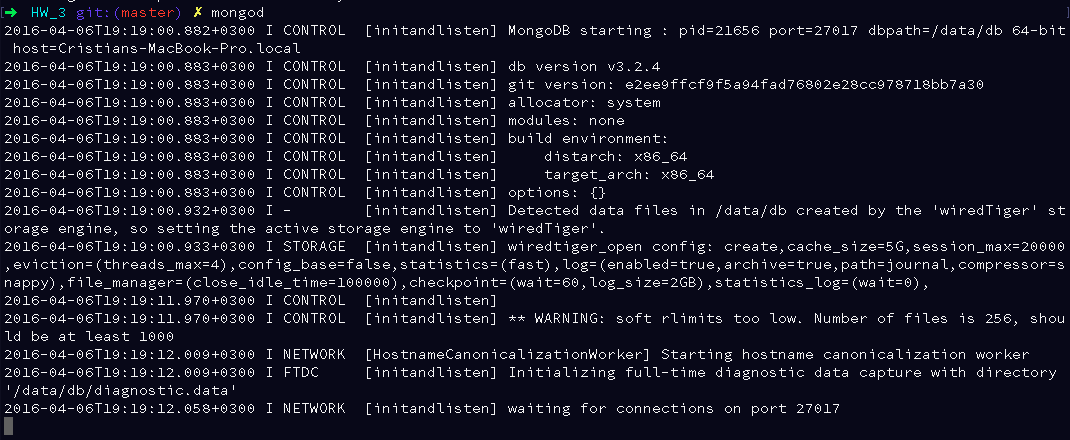 [➜  HW_3 git:(master) ✗ mongod ]
2016-04-06T19:19:00.882+0300 I CONTROL  [initandlisten] MongoDB starting : pid=21656 port=27017 dbpath=/data/db 64-bit
 host=Cristians-MacBook-Pro.local
2016-04-06T19:19:00.883+0300 I CONTROL  [initandlisten] db version v3.2.4
2016-04-06T19:19:00.883+0300 I CONTROL  [initandlisten] git version: e2ee9ffcf9f5a94fad76802e28cc978718bb7a30
2016-04-06T19:19:00.883+0300 I CONTROL  [initandlisten] allocator: system
2016-04-06T19:19:00.883+0300 I CONTROL  [initandlisten] modules: none
2016-04-06T19:19:00.883+0300 I CONTROL  [initandlisten] build environment:
2016-04-06T19:19:00.883+0300 I CONTROL  [initandlisten]     distarch: x86_64
2016-04-06T19:19:00.883+0300 I CONTROL  [initandlisten]     target_arch: x86_64
2016-04-06T19:19:00.883+0300 I CONTROL  [initandlisten] options: {}
2016-04-06T19:19:00.932+0300 I -        [initandlisten] Detected data files in /data/db created by the 'wiredTiger' st
orage engine, so setting the active storage engine to 'wiredTiger'.
2016-04-06T19:19:00.933+0300 I STORAGE  [initandlisten] wiredtiger_open config: create,cache_size=5G,session_max=20000
,eviction=(threads_max=4),config_base=false,statistics=(fast),log=(enabled=true,archive=true,path=journal,compressor=s
nappy),file_manager=(close_idle_time=100000),checkpoint=(wait=60,log_size=2GB),statistics_log=(wait=0),
2016-04-06T19:19:11.970+0300 I CONTROL  [initandlisten]
2016-04-06T19:19:11.970+0300 I CONTROL  [initandlisten] ** WARNING: soft rlimits too low. Number of files is 256, shou
ld be at least 1000
2016-04-06T19:19:12.009+0300 I NETWORK  [HostnameCanonicalizationWorker] Starting hostname canonicalization worker
2016-04-06T19:19:12.009+0300 I FTDC     [initandlisten] Initializing full-time diagnostic data capture with directory
'/data/db/diagnostic.data'
2016-04-06T19:19:12.058+0300 I NETWORK  [initandlisten] waiting for connections on port 27017